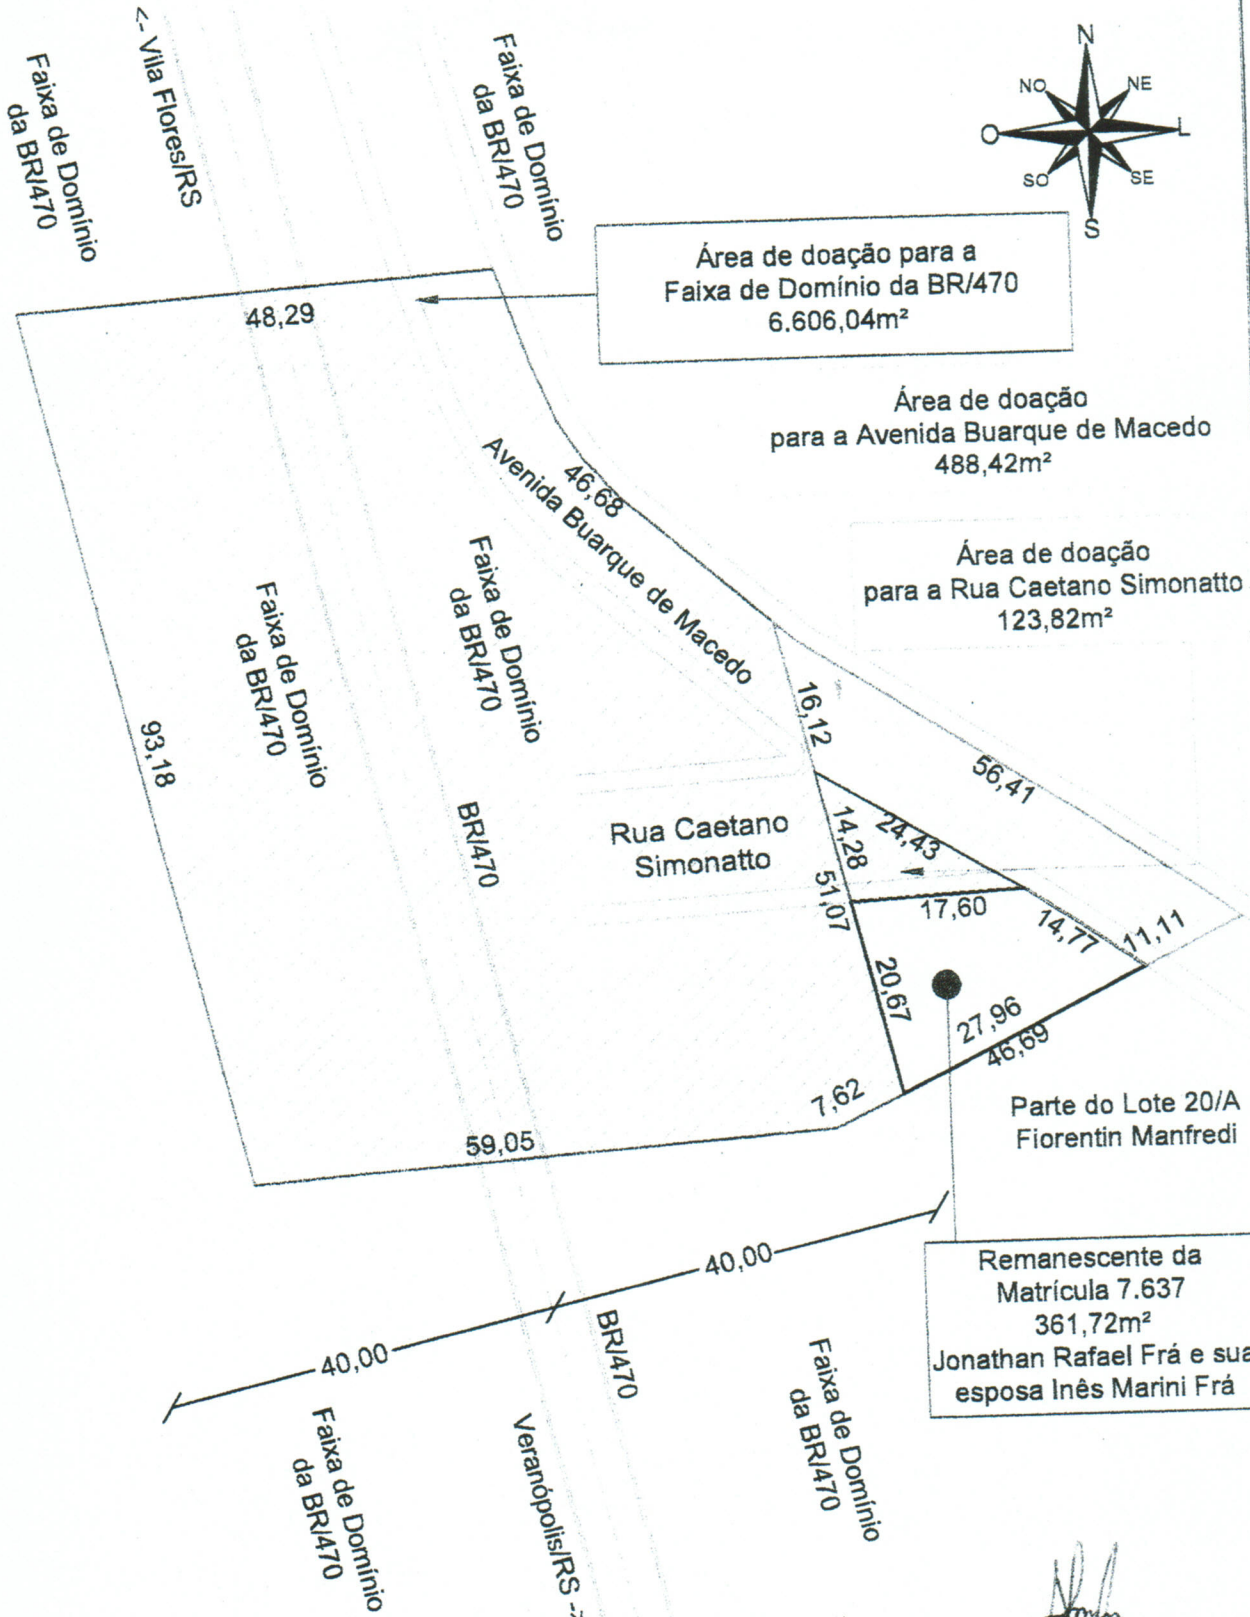 <- Vila Flores/RS
Faixa de Domínio
da BR/470
Faixa de Domínio
da BR/470
N
NO
NE
O
L
SO
SE
S
Área de doação para a
Faixa de Domínio da BR/470
6.606,04m²
48,29
Área de doação
para a Avenida Buarque de Macedo
488,42m²
46,68
Avenida Buarque de Macedo
Área de doação
para a Rua Caetano Simonatto
123,82m²
Faixa de Domínio
da BR/470
Faixa de Domínio
da BR/470
93,18
16,12
56,41
BR/470
Rua Caetano
Simonatto
14,28
24,43
51,07
17,60
14,77
11,11
20,67
27,96
46,69
7,62
59,05
Parte do Lote 20/A
Fiorentin Manfredi
40,00
40,00
Remanescente da
Matrícula 7.637
361,72m²
Jonathan Rafael Frá e sua
esposa Inês Marini Frá
BR/470
Faixa de Domínio
da BR/470
Faixa de Domínio
da BR/470
Veranópolis/RS ->